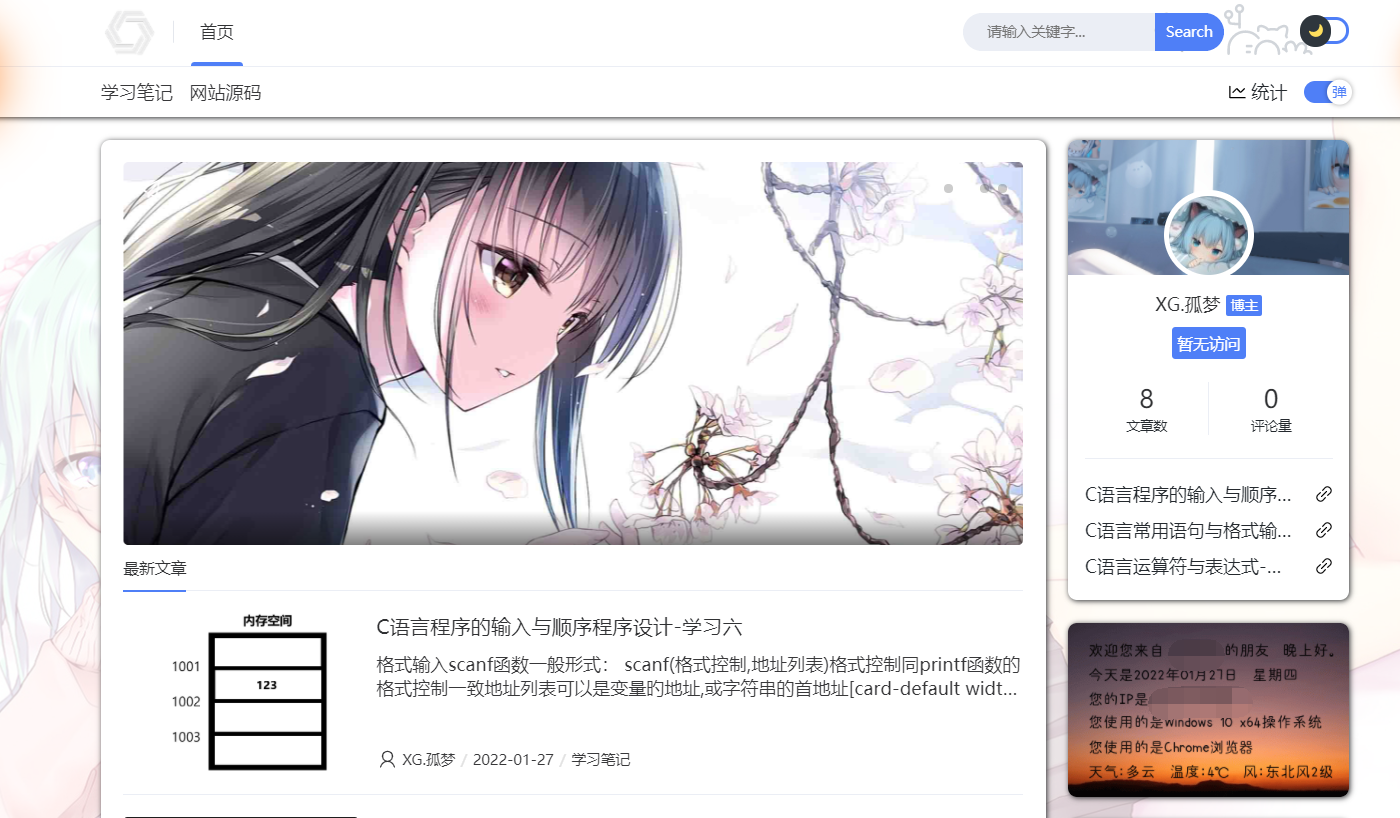 首页
请输入关键字...
Search
学习笔记 网站源码
统计
弹
XG.孤梦 博主
暂无访问
8
文章数
0
评论量
C语言程序的输入与顺序...
C语言常用语句与格式输...
C语言运算符与表达式-...
最新文章
内存空间
1001
123
1002
1003
C语言程序的输入与顺序程序设计-学习六
格式输入scanf函数一般形式： scanf(格式控制,地址列表)格式控制同printf函数的
格式控制一致地址列表可以是变量的地址,或字符串的首地址[card-default widt...
XG.孤梦 / 2022-01-27 / 学习笔记
欢迎您来自 的朋友 晚上好。
今天是2022年01月27日 星期四
您的IP是
您使用的是Windows 10 x64操作系统
您使用的是Chrome浏览器
天气:多云 温度:4℃ 风:东北风2级